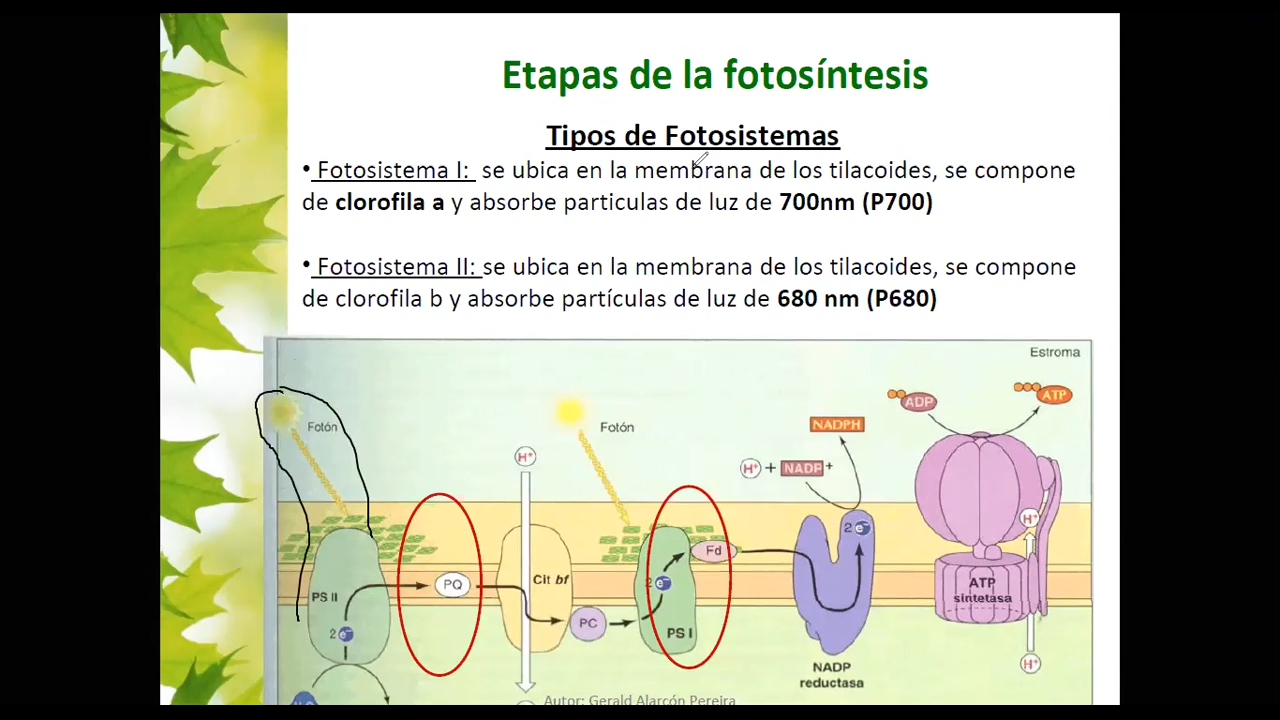 Etapas de la fotosíntesis
Tipos de Fotosistemas
• Fotosistema I: se ubica en la membrana de los tilacoides, se compone
de clorofila a y absorbe particulas de luz de 700nm (P700)
• Fotosistema II: se ubica en la membrana de los tilacoides, se compone
de clorofila b y absorbe partículas de luz de 680 nm (P680)
Estroma
ADP
ATP
Fotón
Fotón
NADPH
H⁺
H⁺ + NADP⁺
H⁺
2 e⁻
Fd
Cit bf
PQ
2 e⁻
ATP
sintetasa
PS II
PC
PS I
2 e⁻
H⁺
NADP
reductasa
Autor: Gerald Alarcón Pereira